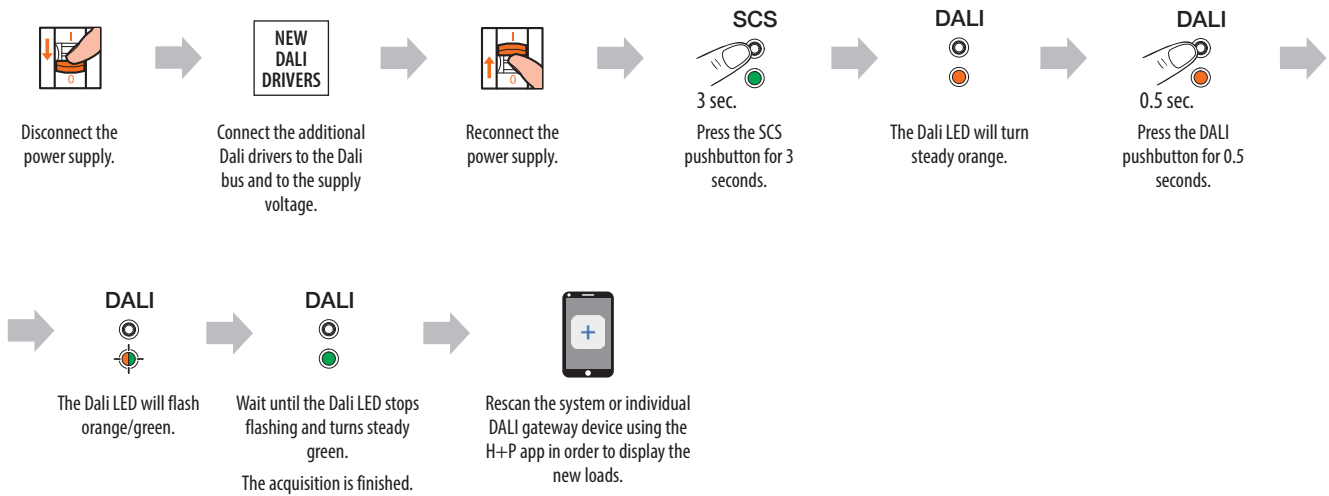 SCS
DALI
DALI
I
0
NEW
DALI
DRIVERS
I
0
3 sec.
0.5 sec.
Disconnect the
power supply.
Connect the additional
Dali drivers to the Dali
bus and to the supply
voltage.
Reconnect the
power supply.
Press the SCS
pushbutton for 3
seconds.
The Dali LED will turn
steady orange.
Press the DALI
pushbutton for 0.5
seconds.
DALI
DALI
+
The Dali LED will flash
orange/green.
Wait until the Dali LED stops
flashing and turns steady
green.
The acquisition is finished.
Rescan the system or individual
DALI gateway device using the
H+P app in order to display the
new loads.